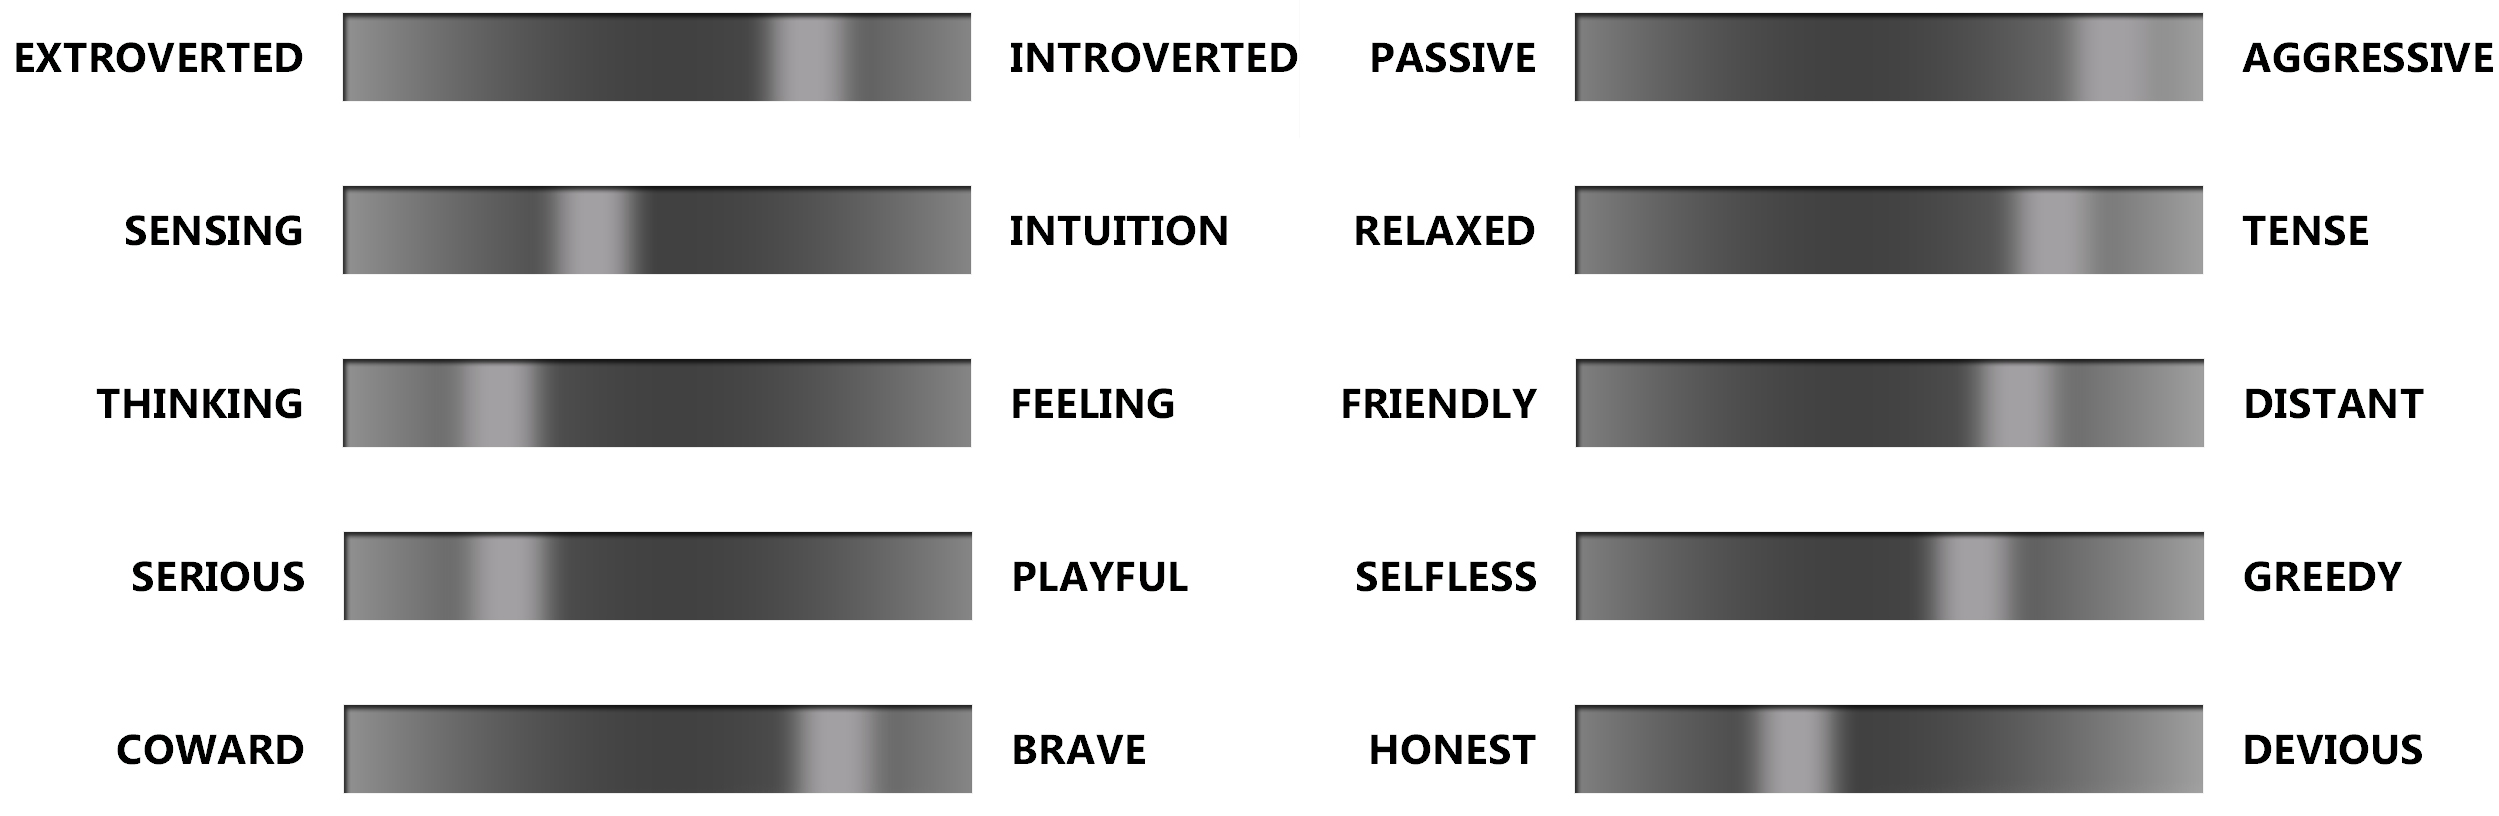 EXTROVERTED INTROVERTED PASSIVE AGGRESSIVE
SENSING INTUITION RELAXED TENSE
THINKING FEELING FRIENDLY DISTANT
SERIOUS PLAYFUL SELFLESS GREEDY
COWARD BRAVE HONEST DEVIOUS